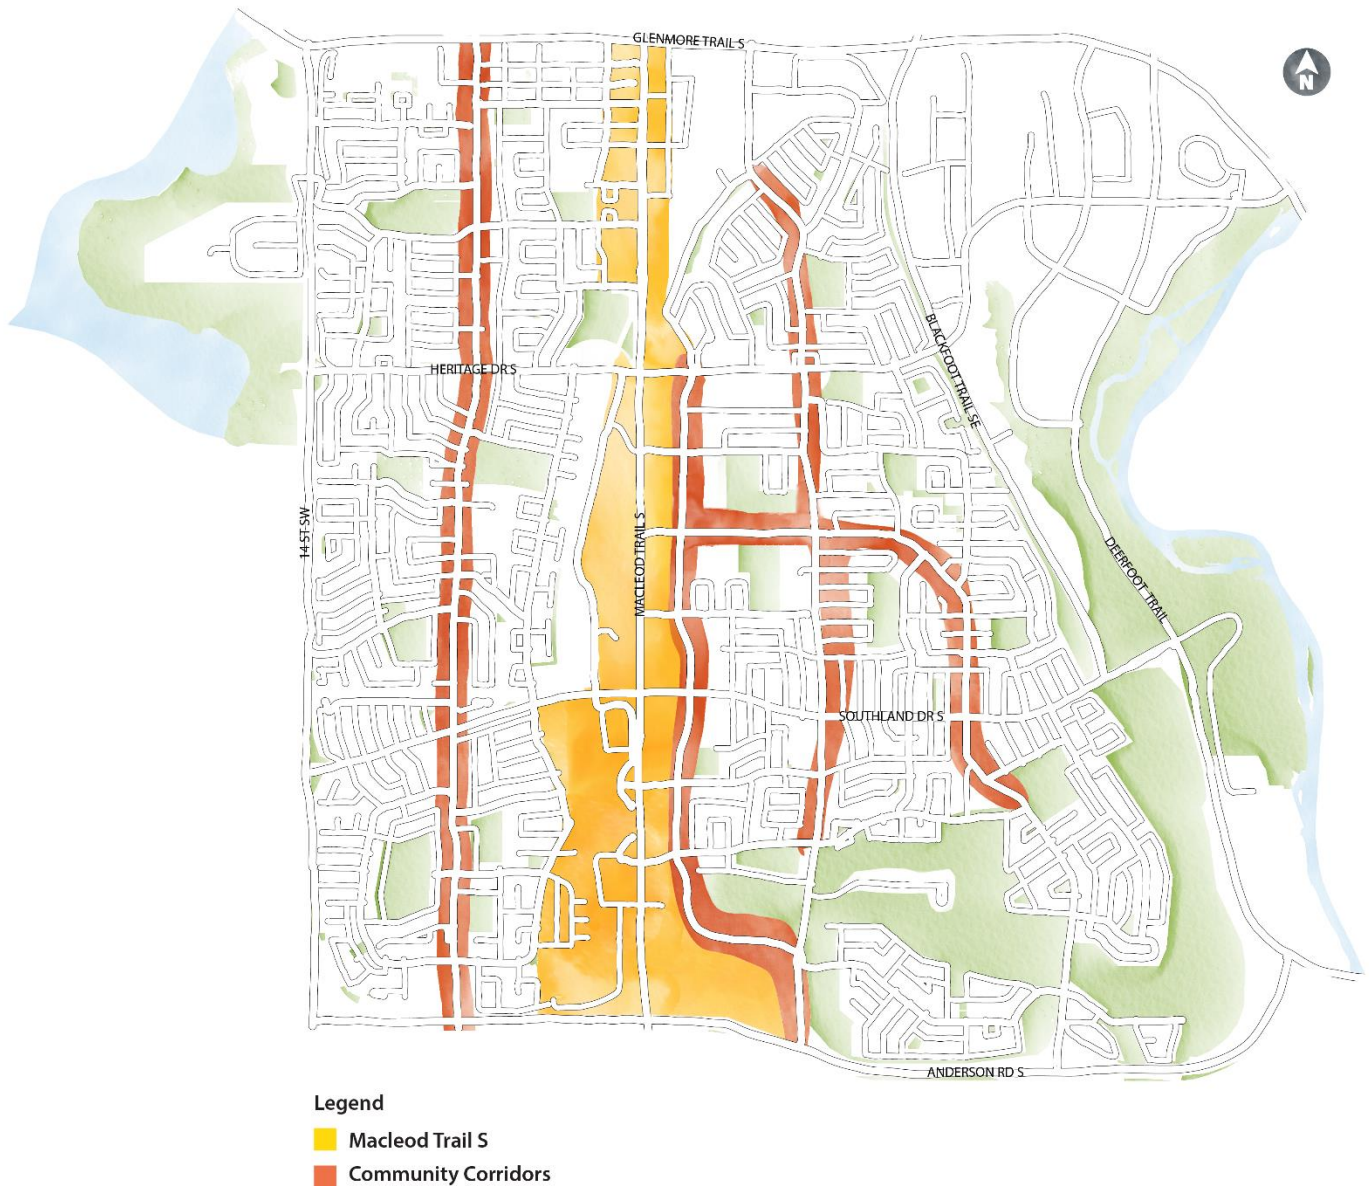 GLENMORE TRAIL S
N
BLACKFOOT TRAIL SE
HERITAGE DR S
14 ST SW
MACLEOD TRAIL S
DEERFOOT TRAIL
SOUTHLAND DR S
ANDERSON RD S
Legend
Macleod Trail S
Community Corridors